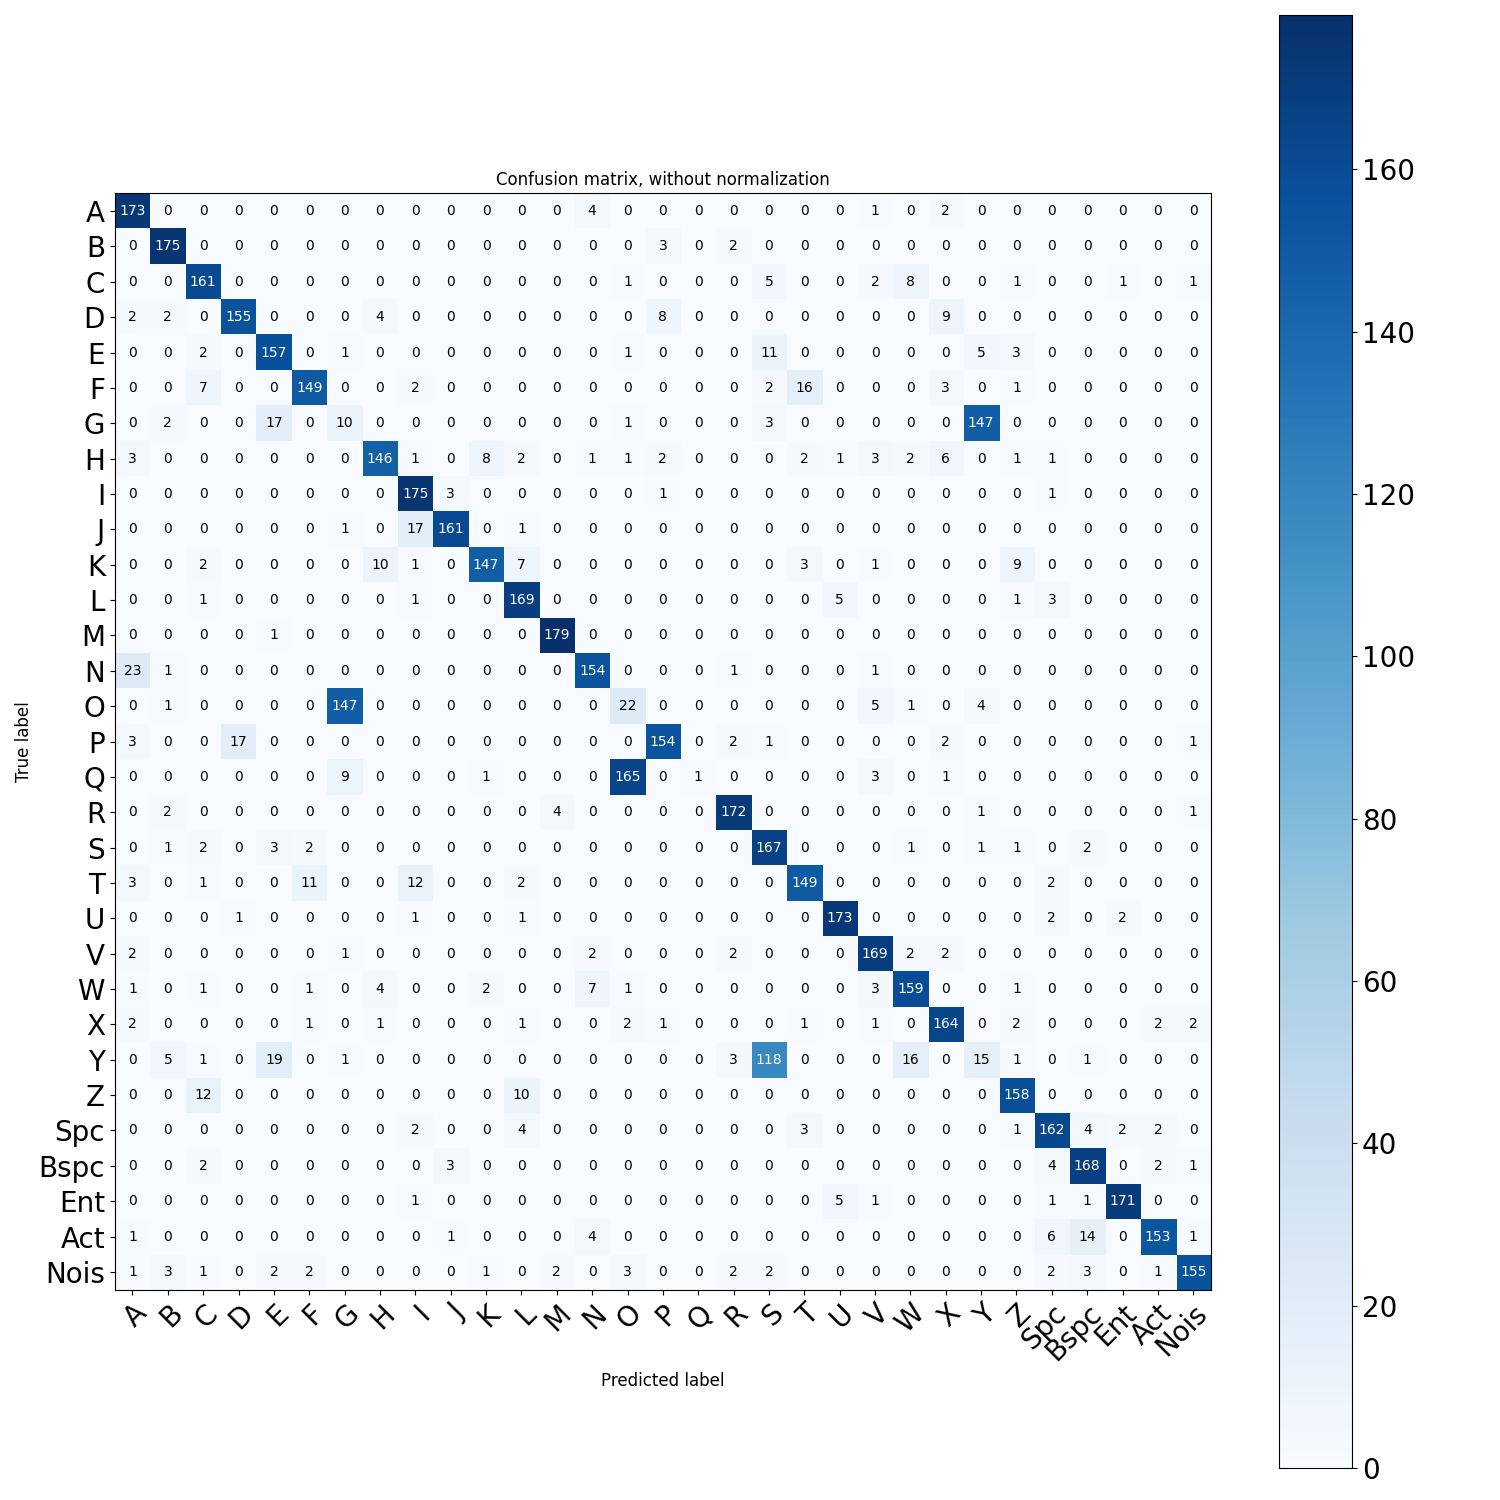 Confusion matrix, without normalization
A 173 0 0 0 0 0 0 0 0 0 0 0 0 4 0 0 0 0 0 0 0 1 0 2 0 0 0 0 0 0 0
B 0 175 0 0 0 0 0 0 0 0 0 0 0 0 0 3 0 2 0 0 0 0 0 0 0 0 0 0 0 0 0
C 0 0 161 0 0 0 0 0 0 0 0 0 0 0 1 0 0 0 5 0 0 2 8 0 0 1 0 0 1 0 1
D 2 2 0 155 0 0 0 4 0 0 0 0 0 0 0 8 0 0 0 0 0 0 0 9 0 0 0 0 0 0 0
E 0 0 2 0 157 0 1 0 0 0 0 0 0 0 1 0 0 0 11 0 0 0 0 0 5 3 0 0 0 0 0
F 0 0 7 0 0 149 0 0 2 0 0 0 0 0 0 0 0 0 2 16 0 0 0 3 0 1 0 0 0 0 0
G 0 2 0 0 17 0 10 0 0 0 0 0 0 0 1 0 0 0 3 0 0 0 0 0 147 0 0 0 0 0 0
H 3 0 0 0 0 0 0 146 1 0 8 2 0 1 1 2 0 0 0 2 1 3 2 6 0 1 1 0 0 0 0
I 0 0 0 0 0 0 0 0 175 3 0 0 0 0 0 1 0 0 0 0 0 0 0 0 0 0 1 0 0 0 0
J 0 0 0 0 0 0 1 0 17 161 0 1 0 0 0 0 0 0 0 0 0 0 0 0 0 0 0 0 0 0 0
K 0 0 2 0 0 0 0 10 1 0 147 7 0 0 0 0 0 0 0 3 0 1 0 0 0 9 0 0 0 0 0
L 0 0 1 0 0 0 0 0 1 0 0 169 0 0 0 0 0 0 0 0 5 0 0 0 0 1 3 0 0 0 0
M 0 0 0 0 1 0 0 0 0 0 0 0 179 0 0 0 0 0 0 0 0 0 0 0 0 0 0 0 0 0 0
N 23 1 0 0 0 0 0 0 0 0 0 0 0 154 0 0 0 1 0 0 0 1 0 0 0 0 0 0 0 0 0
O 0 1 0 0 0 0 147 0 0 0 0 0 0 0 22 0 0 0 0 0 0 5 1 0 4 0 0 0 0 0 0
P 3 0 0 17 0 0 0 0 0 0 0 0 0 0 0 154 0 2 1 0 0 0 0 2 0 0 0 0 0 0 1
Q 0 0 0 0 0 0 9 0 0 0 1 0 0 0 165 0 1 0 0 0 0 3 0 1 0 0 0 0 0 0 0
R 0 2 0 0 0 0 0 0 0 0 0 0 4 0 0 0 0 172 0 0 0 0 0 0 1 0 0 0 0 0 1
S 0 1 2 0 3 2 0 0 0 0 0 0 0 0 0 0 0 0 167 0 0 0 1 0 1 1 0 2 0 0 0
T 3 0 1 0 0 11 0 0 12 0 0 2 0 0 0 0 0 0 0 149 0 0 0 0 0 0 2 0 0 0 0
U 0 0 0 1 0 0 0 0 1 0 0 1 0 0 0 0 0 0 0 0 173 0 0 0 0 0 2 0 2 0 0
V 2 0 0 0 0 0 1 0 0 0 0 0 0 2 0 0 0 2 0 0 0 169 2 2 0 0 0 0 0 0 0
W 1 0 1 0 0 1 0 4 0 0 2 0 0 7 1 0 0 0 0 0 0 3 159 0 0 1 0 0 0 0 0
X 2 0 0 0 0 1 0 1 0 0 0 1 0 0 2 1 0 0 0 1 0 1 0 164 0 2 0 0 0 2 2
Y 0 5 1 0 19 0 1 0 0 0 0 0 0 0 0 0 0 3 118 0 0 0 16 0 15 1 0 1 0 0 0
Z 0 0 12 0 0 0 0 0 0 0 0 10 0 0 0 0 0 0 0 0 0 0 0 0 0 158 0 0 0 0 0
Spc 0 0 0 0 0 0 0 0 2 0 0 4 0 0 0 0 0 0 0 3 0 0 0 0 0 1 162 4 2 2 0
Bspc 0 0 2 0 0 0 0 0 0 3 0 0 0 0 0 0 0 0 0 0 0 0 0 0 0 0 4 168 0 2 1
Ent 0 0 0 0 0 0 0 0 1 0 0 0 0 0 0 0 0 0 0 0 5 1 0 0 0 0 1 1 171 0 0
Act 1 0 0 0 0 0 0 0 0 1 0 0 0 4 0 0 0 0 0 0 0 0 0 0 0 0 6 14 0 153 1
Nois 1 3 1 0 2 2 0 0 0 0 1 0 2 0 3 0 0 2 2 0 0 0 0 0 0 0 2 3 0 1 155
A B C D E F G H I J K L M N O P Q R S T U V W X Y Z Spc Bspc Ent Act Nois
Predicted label
True label
160
140
120
100
80
60
40
20
0